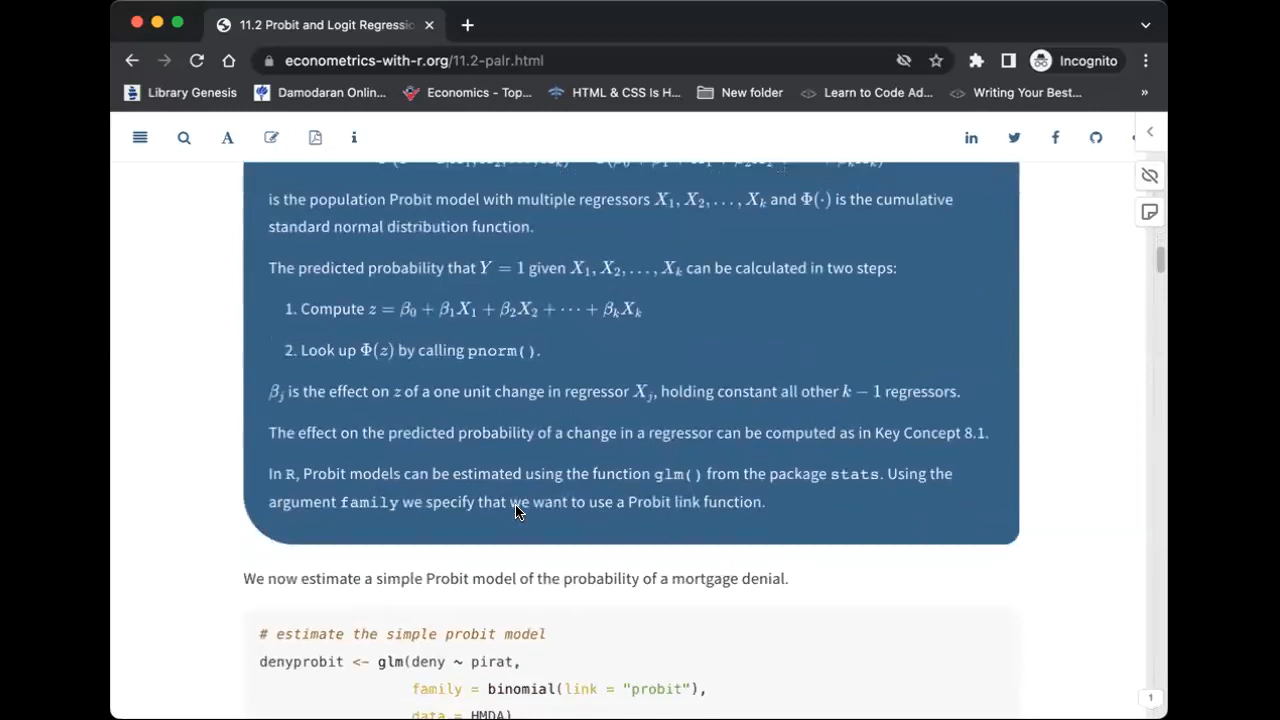 11.2 Probit and Logit Regressio
econometrics-with-r.org/11.2-palr.html
Incognito
Library Genesis
Damodaran Onlin...
Economics - Top...
HTML & CSS Is H...
New folder
Learn to Code Ad...
Writing Your Best...
»
is the population Probit model with multiple regressors X₁, X₂, . . . , Xₖ and Φ(·) is the cumulative
standard normal distribution function.
The predicted probability that Y = 1 given X₁, X₂, . . . , Xₖ can be calculated in two steps:
1. Compute z = β₀ + β₁X₁ + β₂X₂ + · · · + βₖXₖ
2. Look up Φ(z) by calling pnorm().
βⱼ is the effect on z of a one unit change in regressor Xⱼ, holding constant all other k − 1 regressors.
The effect on the predicted probability of a change in a regressor can be computed as in Key Concept 8.1.
In R, Probit models can be estimated using the function glm() from the package stats. Using the
argument family we specify that we want to use a Probit link function.
We now estimate a simple Probit model of the probability of a mortgage denial.
# estimate the simple probit model
denyprobit <- glm(deny ~ pirat,
family = binomial(link = "probit"),
data = HMDA)
1